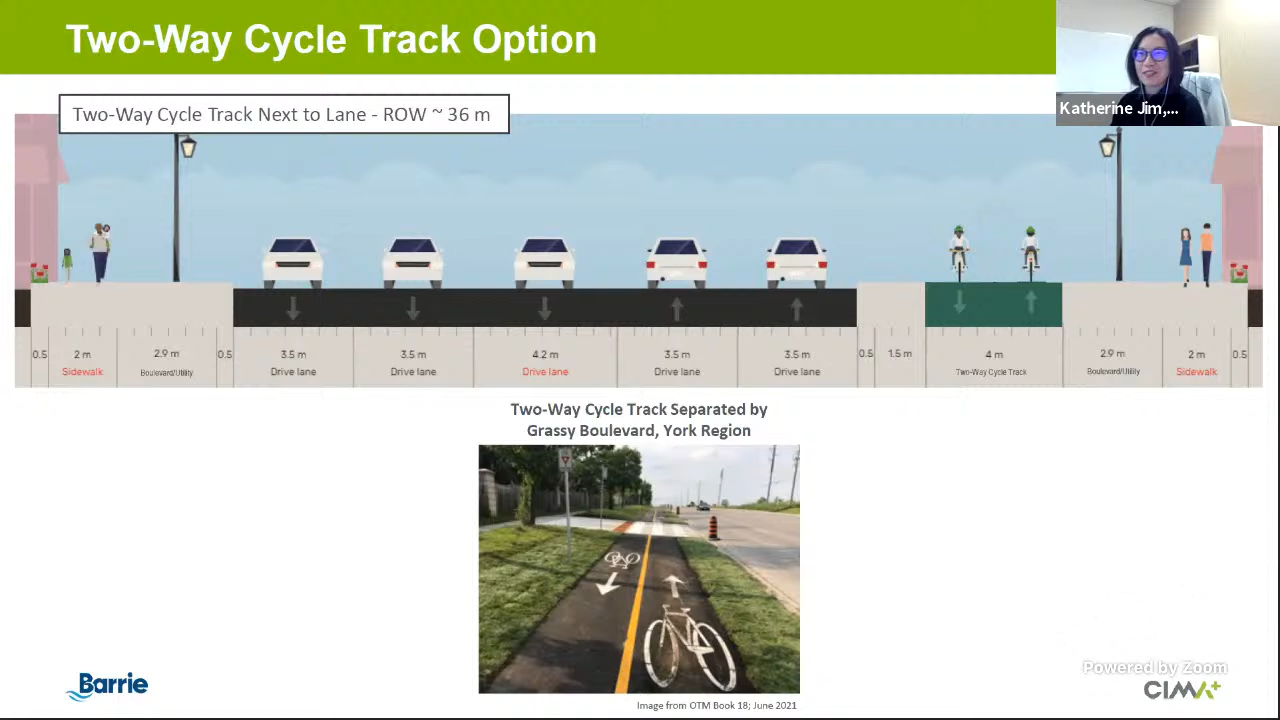 Two-Way Cycle Track Option
Katherine Jim,...
Two-Way Cycle Track Next to Lane - ROW ~ 36 m
0.5 2 m 2.9 m 0.5 3.5 m 3.5 m 4.2 m 3.5 m 3.5 m 0.5 1.5 m 4 m 2.9 m 2 m 0.5
Sidewalk Boulevard/Utility Drive lane Drive lane Drive lane Drive lane Drive lane Two-Way Cycle Track Boulevard/Utility Sidewalk
Two-Way Cycle Track Separated by
Grassy Boulevard, York Region
Image from OTM Book 18; June 2021
Barrie
Powered by Zoom
CIMA+